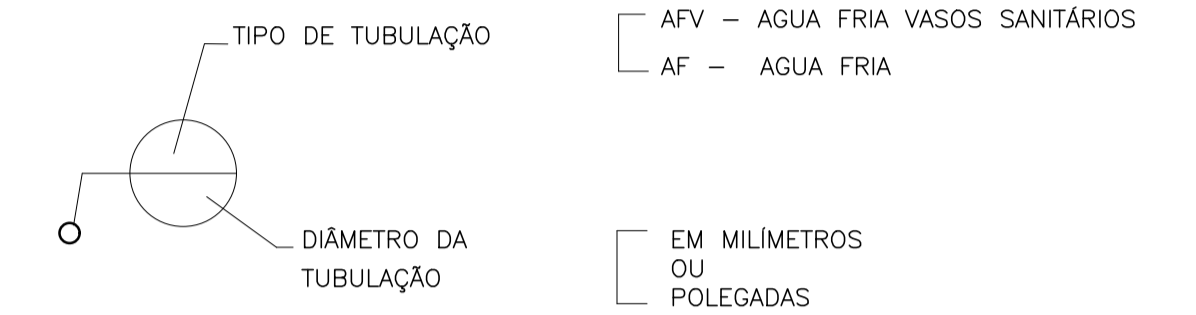 TIPO DE TUBULAÇÃO
AFV – AGUA FRIA VASOS SANITÁRIOS
AF – AGUA FRIA
DIÂMETRO DA
TUBULAÇÃO
EM MILÍMETROS
OU
POLEGADAS